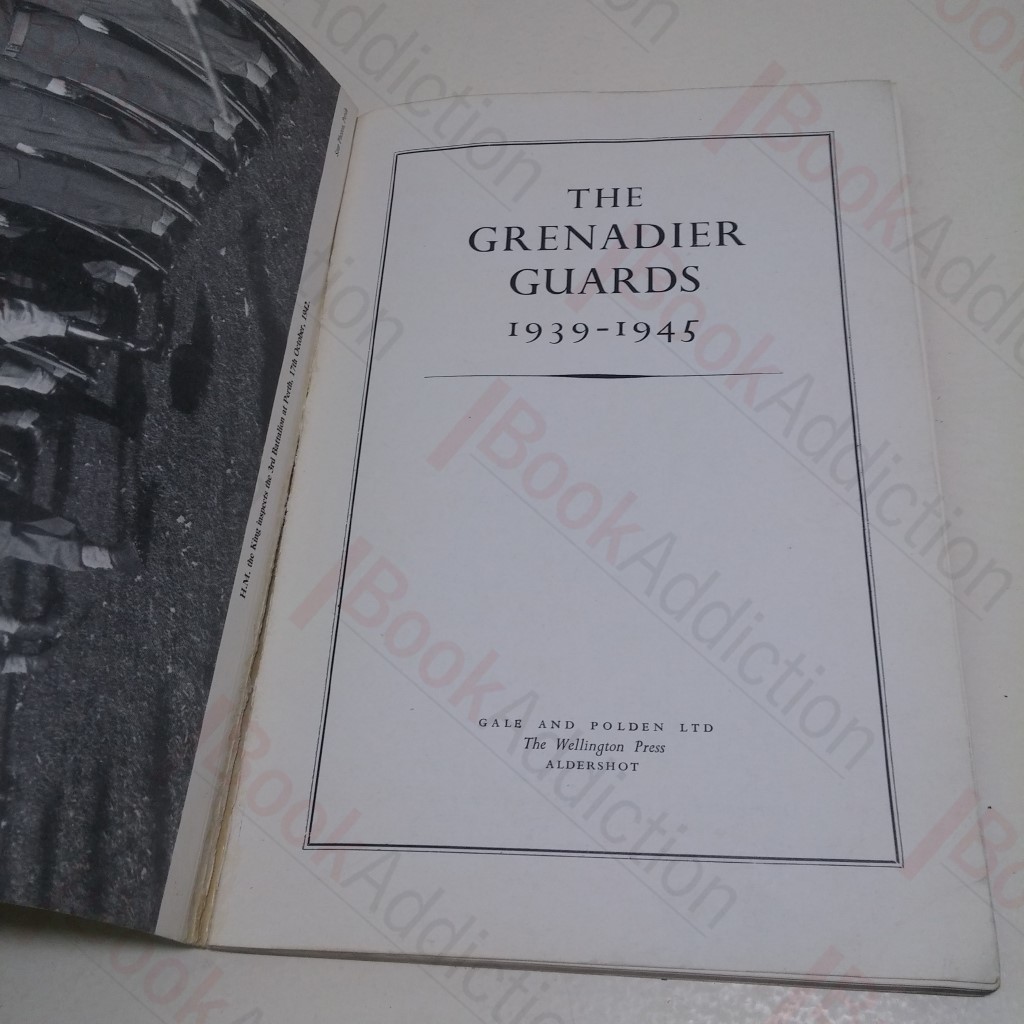 H.M. the King inspects the 3rd Battalion at Perth, 17th October, 1942.
THE
GRENADIER
GUARDS
1939-1945
GALE AND POLDEN LTD
The Wellington Press
ALDERSHOT
BookAddiction